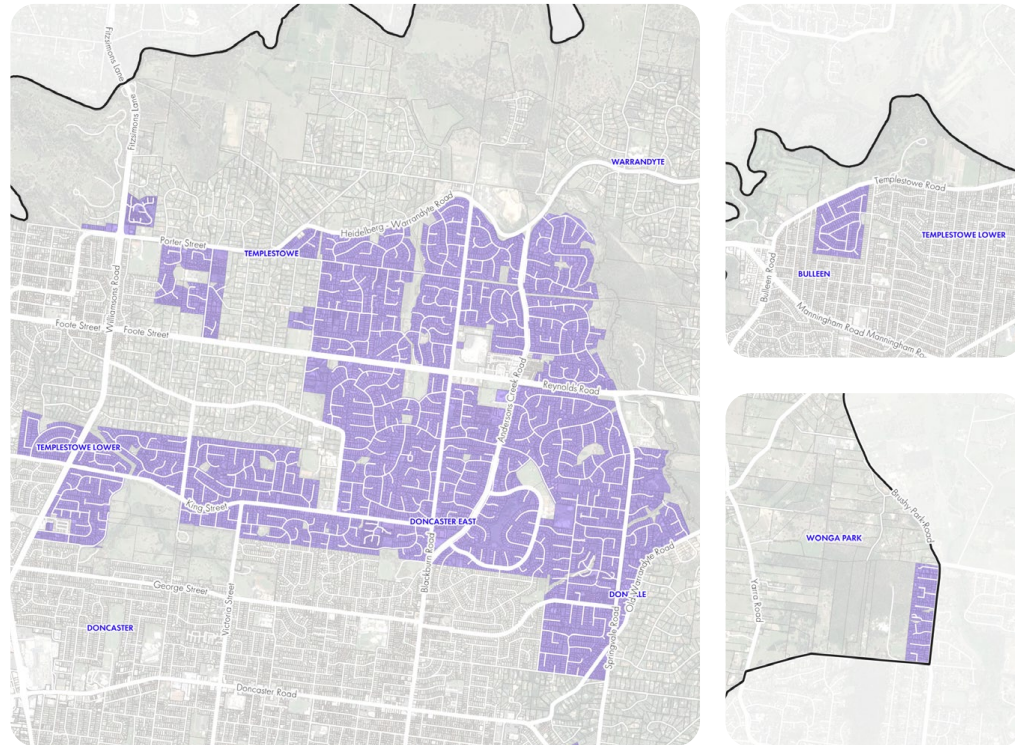 Fitzsimons Lane
Fitzsimons Lane
WARRANDYTE
Heidelberg - Warrandyte Road
Porter Street
TEMPLESTOWE
Williamsons Road
Foote Street
Foote Street
Reynolds Road
Andersons Creek Road
TEMPLESTOWE LOWER
King Street
DONCASTER EAST
Blackburn Road
Old Warrandyte Road
George Street
Victoria Street
Springvale Road
DONCASTER
Doncaster Road
Templestowe Road
TEMPLESTOWE LOWER
BULLEEN
Bulleen Road
Manningham Road
Manningham
Brushy Park Road
WONGA PARK
Yarra Road